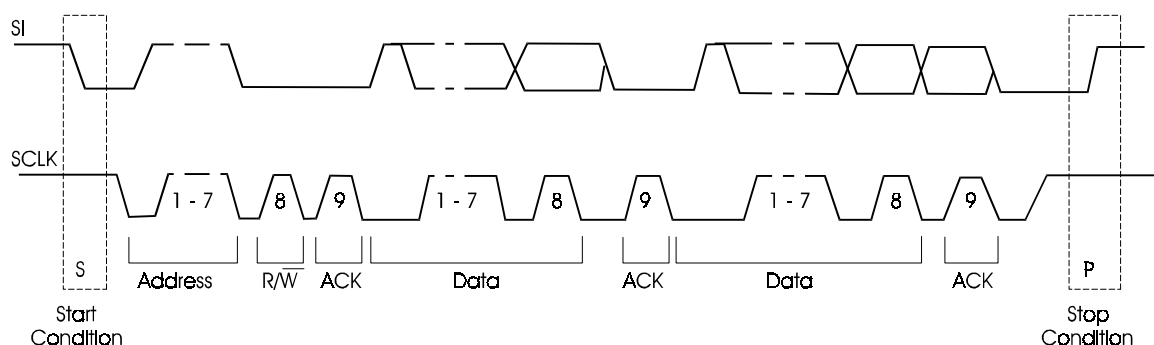 SI
SCLK
1 - 7 8 9 1 - 7 8 9 1 - 7 8 9
S P
Address R/W̅ ACK Data ACK Data ACK
Start
Condition
Stop
Condition